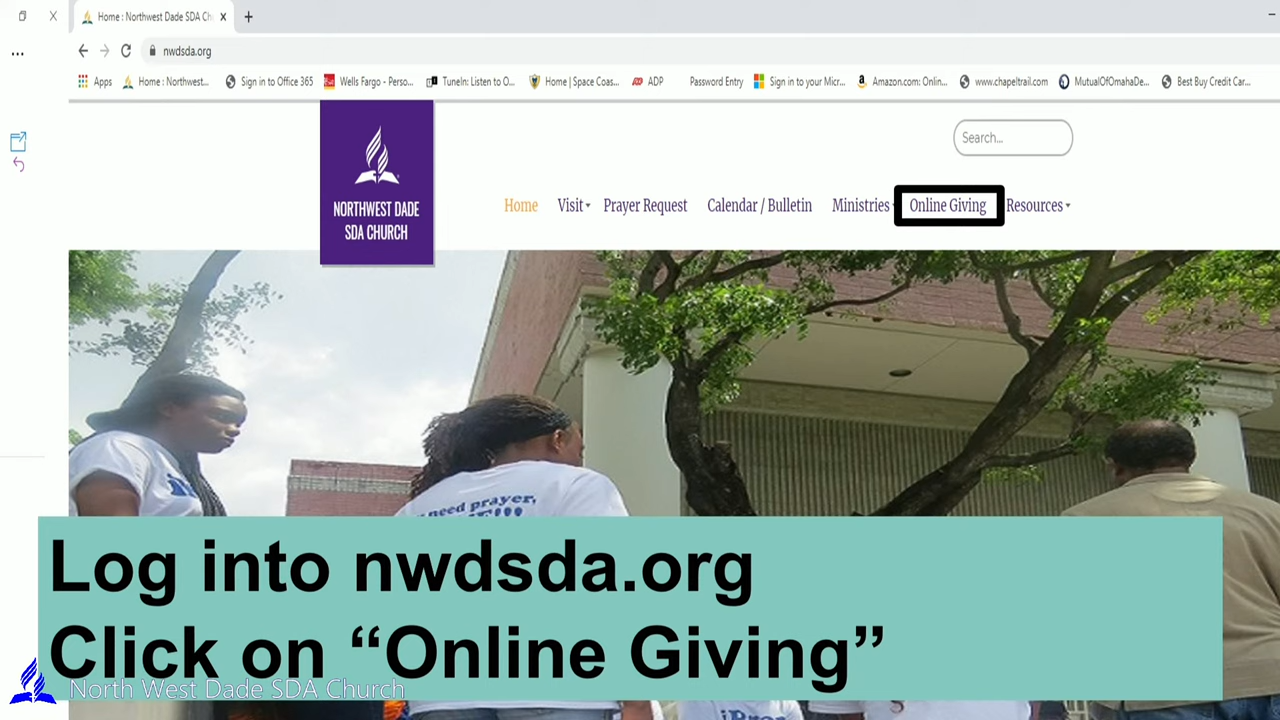 Home : Northwest Dade SDA Ch
nwdsda.org
Apps
Home : Northwest...
Sign in to Office 365
Wells Fargo - Perso...
TuneIn: Listen to O...
Home | Space Coas...
ADP
Password Entry
Sign in to your Micr...
Amazon.com: Onlin...
www.chapeltrail.com
MutualOfOmahaDe...
Best Buy Credit Car...
Search...
NORTHWEST DADE
SDA CHURCH
Home
Visit
Prayer Request
Calendar / Bulletin
Ministries
Online Giving
Resources
need prayer,
Log into nwdsda.org
Click on “Online Giving”
North West Dade SDA Church